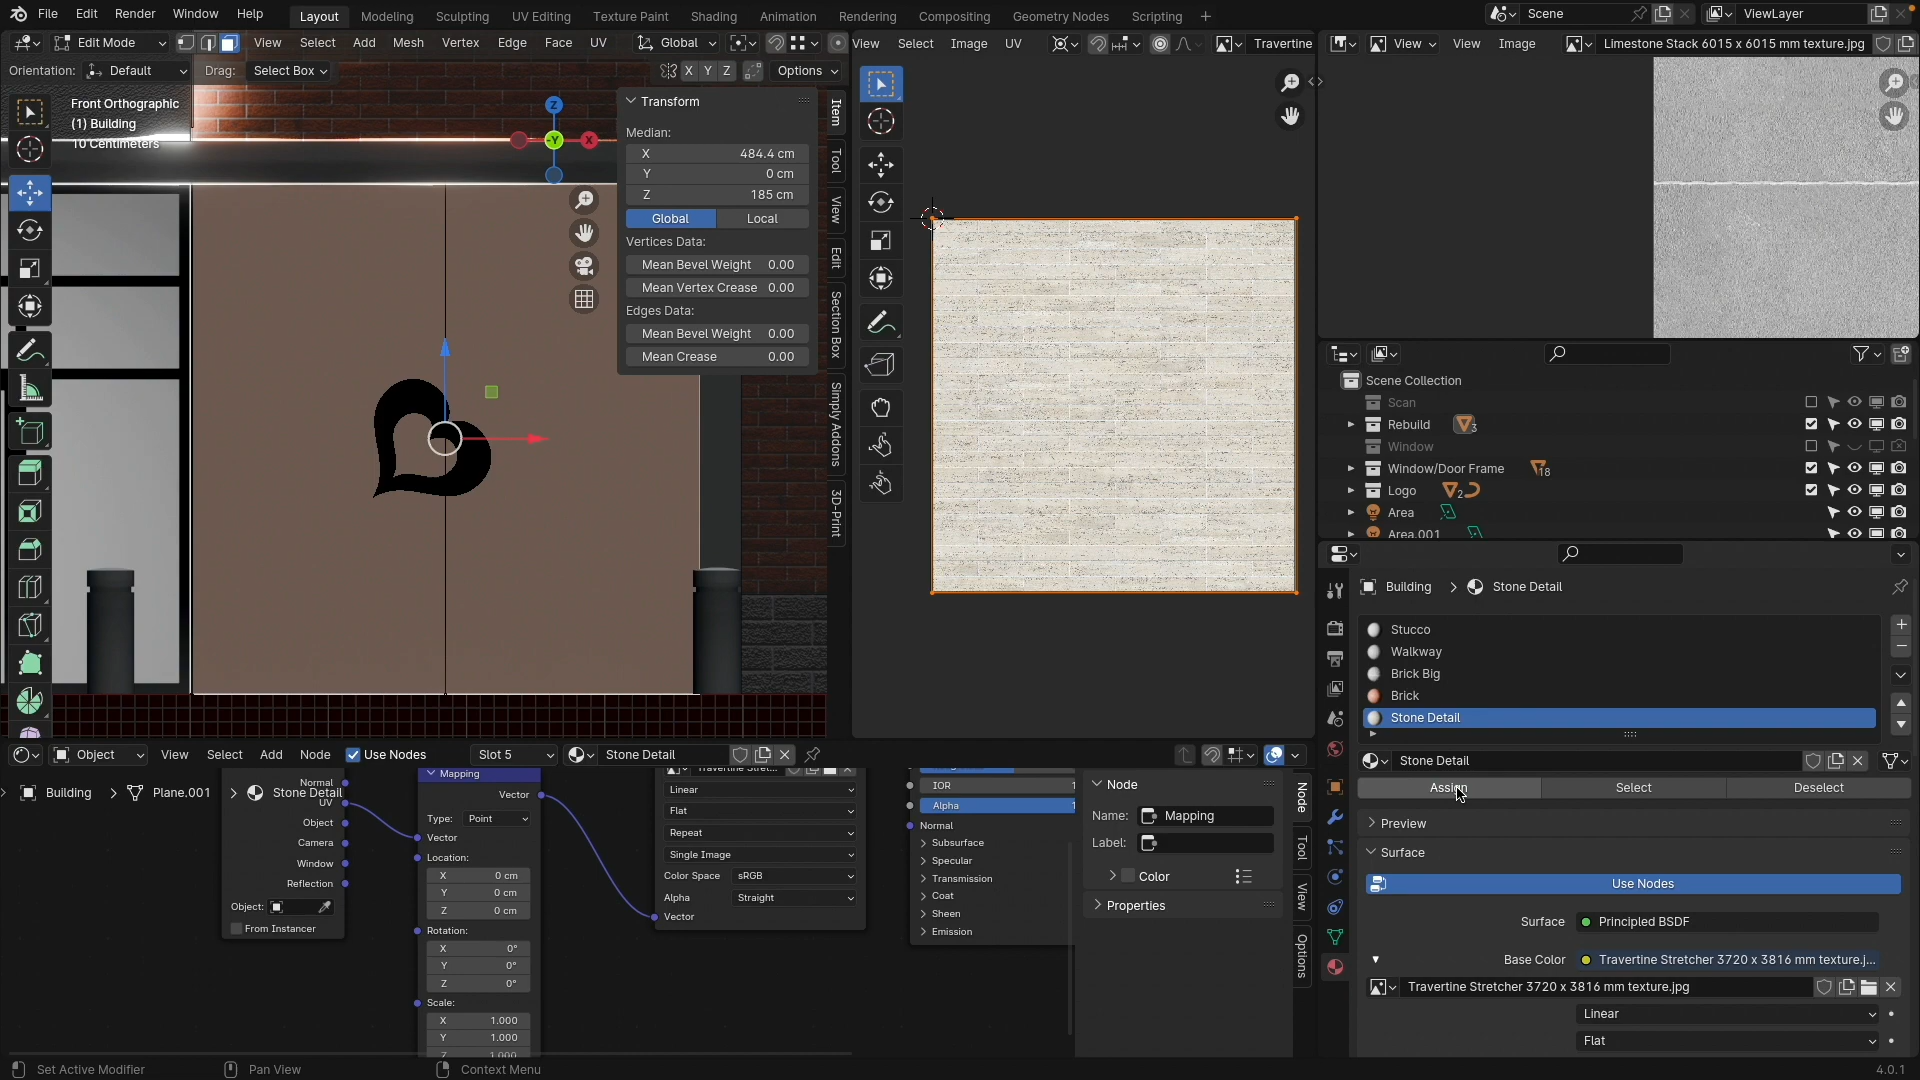 File Edit Render Window Help Layout Modeling Sculpting UV Editing Texture Paint Shading Animation Rendering Compositing Geometry Nodes Scripting + Scene ViewLayer
Edit Mode View Select Add Mesh Vertex Edge Face UV Global
View Select Image UV Travertine
View View Image Limestone Stack 6015 x 6015 mm texture.jpg
Orientation: Default Drag: Select Box X Y Z Options
Front Orthographic
(1) Building
10 Centimeters
Z
Y
X
Transform
Median:
X 484.4 cm
Y 0 cm
Z 185 cm
Global Local
Vertices Data:
Mean Bevel Weight 0.00
Mean Vertex Crease 0.00
Edges Data:
Mean Bevel Weight 0.00
Mean Crease 0.00
Item
Tool
View
Edit
Section Box
Simply Addons
3D-Print
Scene Collection
Scan
Rebuild 3
Window
Window/Door Frame 18
Logo 2
Area
Area.001
Building > Stone Detail
Stucco
Walkway
Brick Big
Brick
Stone Detail
Stone Detail
Assign Select Deselect
Preview
Surface
Use Nodes
Surface Principled BSDF
Base Color Travertine Stretcher 3720 x 3816 mm texture.j...
Travertine Stretcher 3720 x 3816 mm texture.jpg
Linear
Flat
Object View Select Add Node Use Nodes Slot 5 Stone Detail
Building > Plane.001 > Stone Detail
Normal
UV
Object
Camera
Window
Reflection
Object:
From Instancer
Mapping
Vector
Type: Point
Vector
Location:
X 0 cm
Y 0 cm
Z 0 cm
Rotation:
X 0°
Y 0°
Z 0°
Scale:
X 1.000
Y 1.000
Z 1.000
Linear
Flat
Repeat
Single Image
Color Space sRGB
Alpha Straight
Vector
IOR 1
Alpha 1
Normal
Subsurface
Specular
Transmission
Coat
Sheen
Emission
Node
Name: Mapping
Label:
Color
Properties
Node
Tool
View
Options
Set Active Modifier Pan View Context Menu 4.0.1